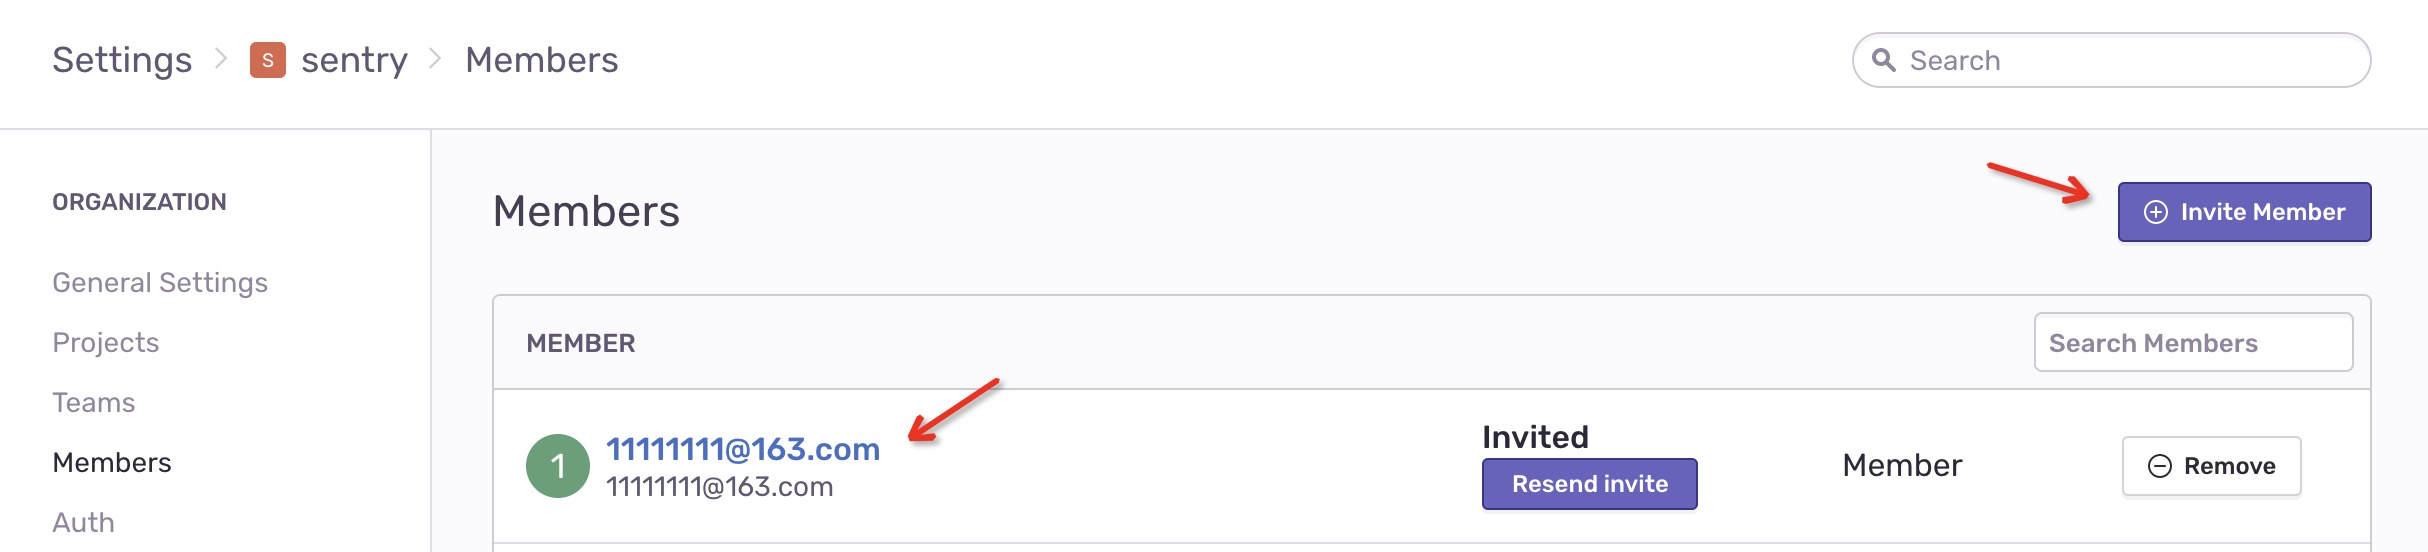 Settings > S sentry > Members
Search
ORGANIZATION
General Settings
Projects
Teams
Members
Auth
Members
Invite Member
MEMBER
Search Members
1
11111111@163.com
11111111@163.com
Invited
Resend invite
Member
Remove